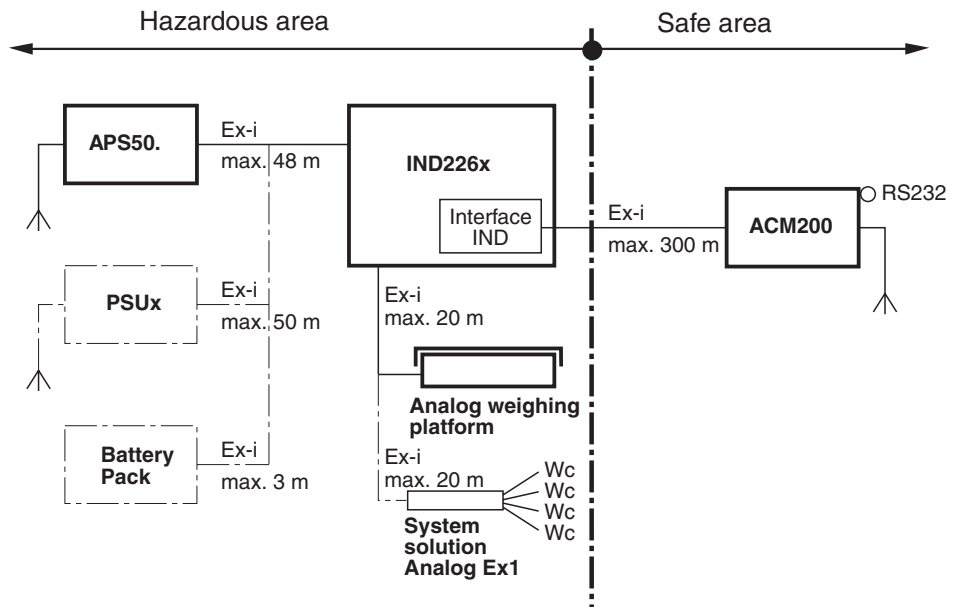 Hazardous area
Safe area
APS50.
Ex-i
max. 48 m
IND226x
Interface
IND
Ex-i
max. 300 m
ACM200
RS232
PSUx
Ex-i
max. 50 m
Ex-i
max. 20 m
Analog weighing
platform
Battery
Pack
Ex-i
max. 3 m
Ex-i
max. 20 m
Wc
Wc
Wc
Wc
System
solution
Analog Ex1